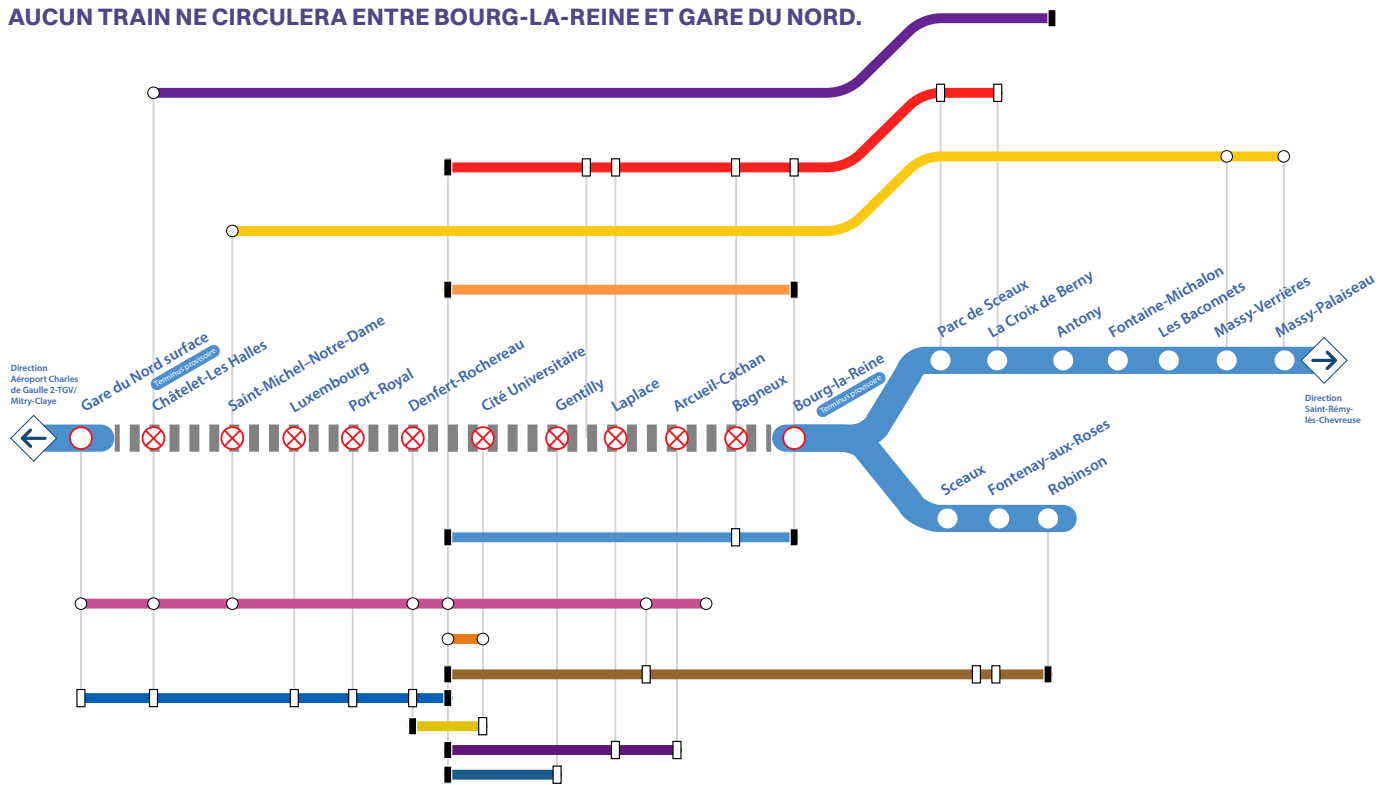 AUCUN TRAIN NE CIRCULERA ENTRE BOURG-LA-REINE ET GARE DU NORD.
Direction
Aéroport Charles
de Gaulle 2-TGV/
Mitry-Claye
Gare du Nord surface
Terminus provisoire
Châtelet-Les Halles
Saint-Michel–Notre-Dame
Luxembourg
Port-Royal
Denfert-Rochereau
Cité Universitaire
Gentilly
Laplace
Arcueil-Cachan
Bagneux
Bourg-la-Reine
Terminus provisoire
Parc de Sceaux
La Croix de Berny
Antony
Fontaine-Michalon
Les Baconnets
Massy-Verrières
Massy-Palaiseau
Direction
Saint-Rémy-
lès-Chevreuse
Sceaux
Fontenay-aux-Roses
Robinson